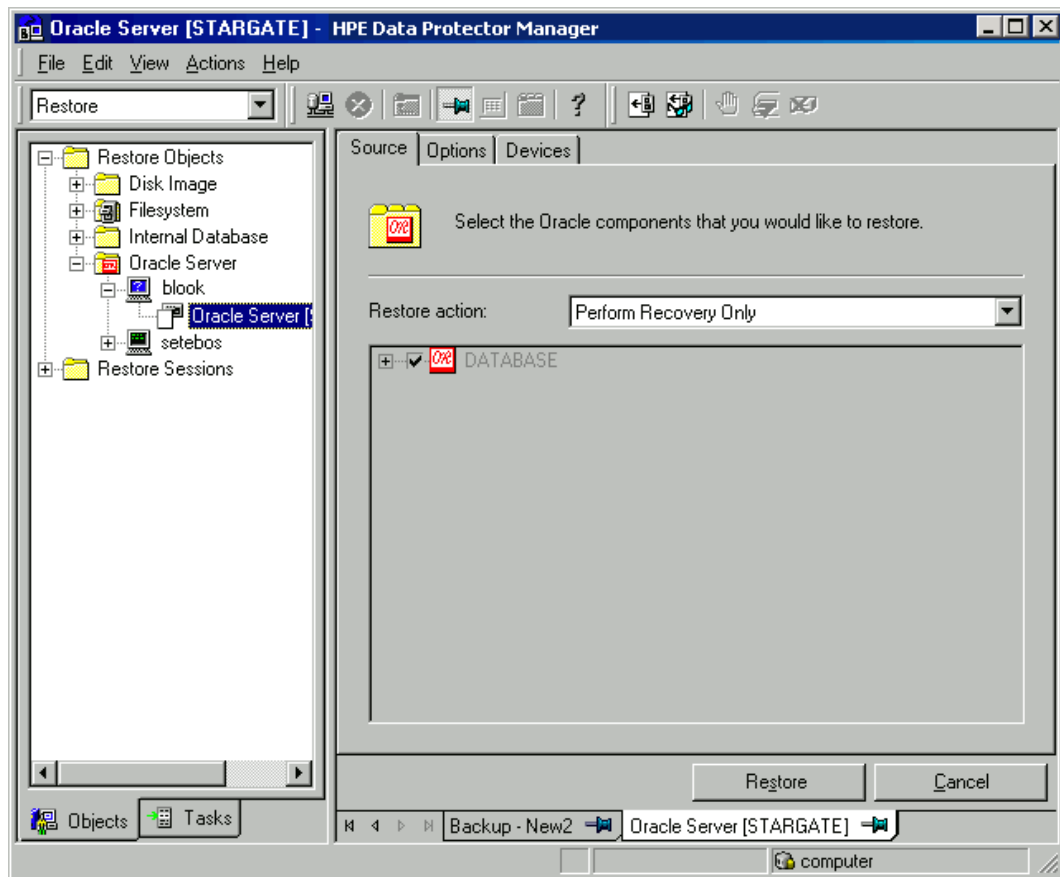 Oracle Server [STARGATE] - HPE Data Protector Manager
File Edit View Actions Help
Restore
Restore Objects
Disk Image
Filesystem
Internal Database
Oracle Server
blook
Oracle Server [
setebos
Restore Sessions
Objects
Tasks
Source
Options
Devices
Select the Oracle components that you would like to restore.
Restore action:
Perform Recovery Only
DATABASE
Restore
Cancel
Backup - New2
Oracle Server [STARGATE]
computer